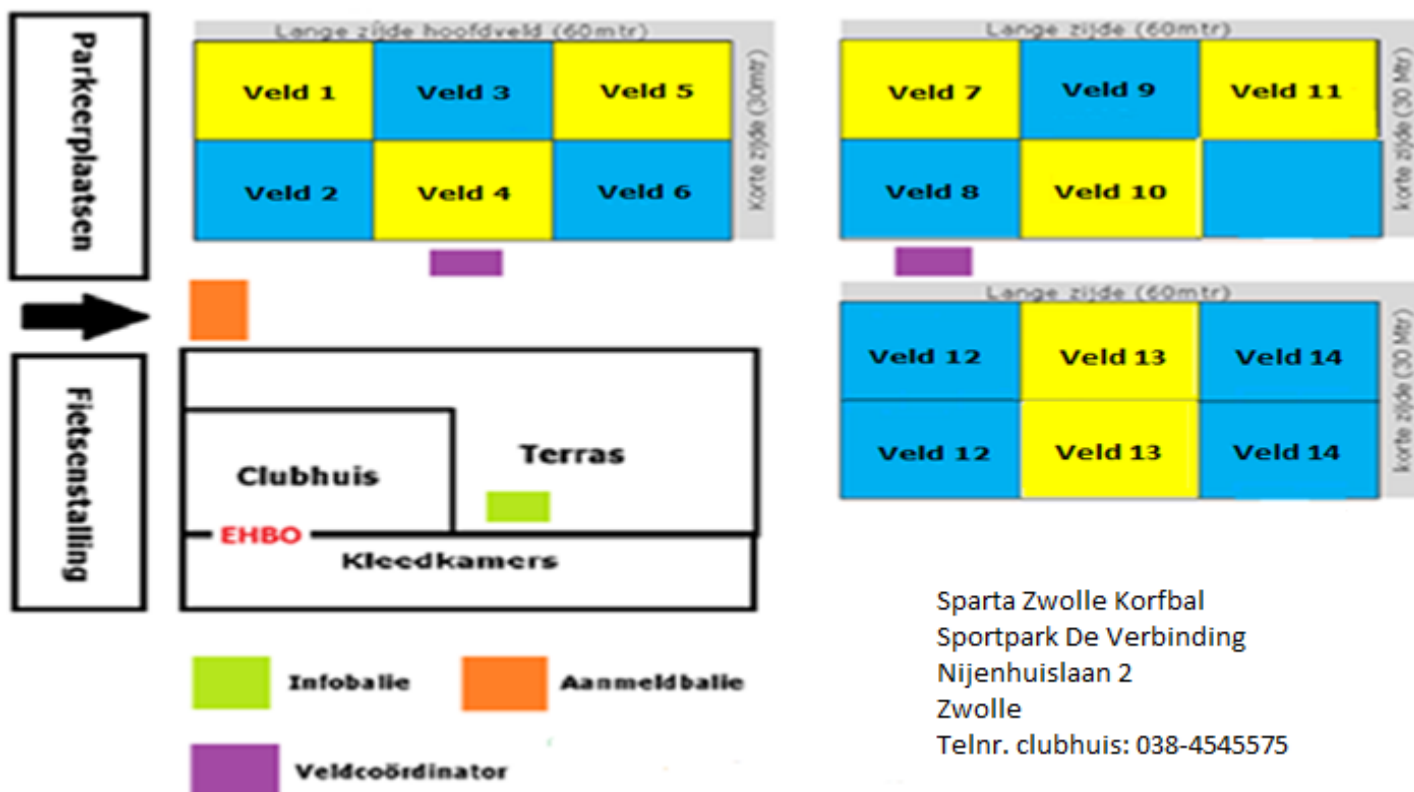 Parkeerplaatsen
Lange zijde hoofdveld (60mtr)
Veld 1 Veld 3 Veld 5
Veld 2 Veld 4 Veld 6
Korte zijde (30mtr)
Lange zijde (60mtr)
Veld 7 Veld 9 Veld 11
Veld 8 Veld 10
korte zijde (30 Mtr)
Lange zijde (60mtr)
Veld 12 Veld 13 Veld 14
Veld 12 Veld 13 Veld 14
korte zijde (30 Mtr)
Fietsenstalling
Clubhuis
Terras
EHBO
Kleedkamers
Infobalie
Aanmeldbalie
Veldcoördinator
Sparta Zwolle Korfbal
Sportpark De Verbinding
Nijenhuislaan 2
Zwolle
Telnr. clubhuis: 038-4545575